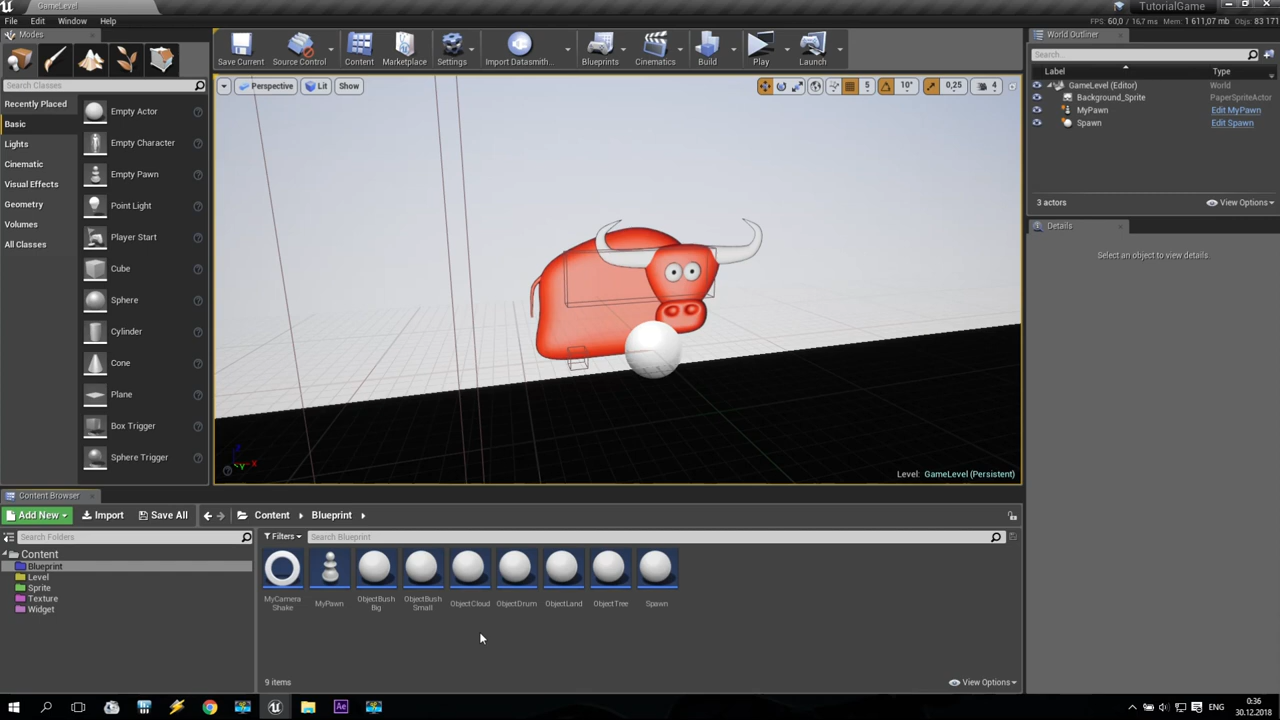 GameLevel
TutorialGame
File Edit Window Help
FPS: 60,0 / 16,7 ms Mem: 1 611,07 mb Objs: 83 171
Modes
Save Current Source Control Content Marketplace Settings Import Datasmith... Blueprints Cinematics Build Play Launch
World Outliner
Search Classes
Search
Label Type
Perspective Lit Show 5 10° 0,25 4
GameLevel (Editor) World
Background_Sprite PaperSpriteActor
MyPawn Edit MyPawn
Spawn Edit Spawn
3 actors View Options
Details
Select an object to view details
Recently Placed
Basic
Lights
Cinematic
Visual Effects
Geometry
Volumes
All Classes
Empty Actor
Empty Character
Empty Pawn
Point Light
Player Start
Cube
Sphere
Cylinder
Cone
Plane
Box Trigger
Sphere Trigger
Z
X
Y
Level: GameLevel (Persistent)
Content Browser
Add New Import Save All Content Blueprint
Search Folders
Filters Search Blueprint
Content
Blueprint
Level
Sprite
Texture
Widget
MyCamera
Shake
MyPawn
ObjectBush
Big
ObjectBush
Small
ObjectCloud
ObjectDrum
ObjectLand
ObjectTree
Spawn
9 items View Options
Ae
ENG
0:36
30.12.2018